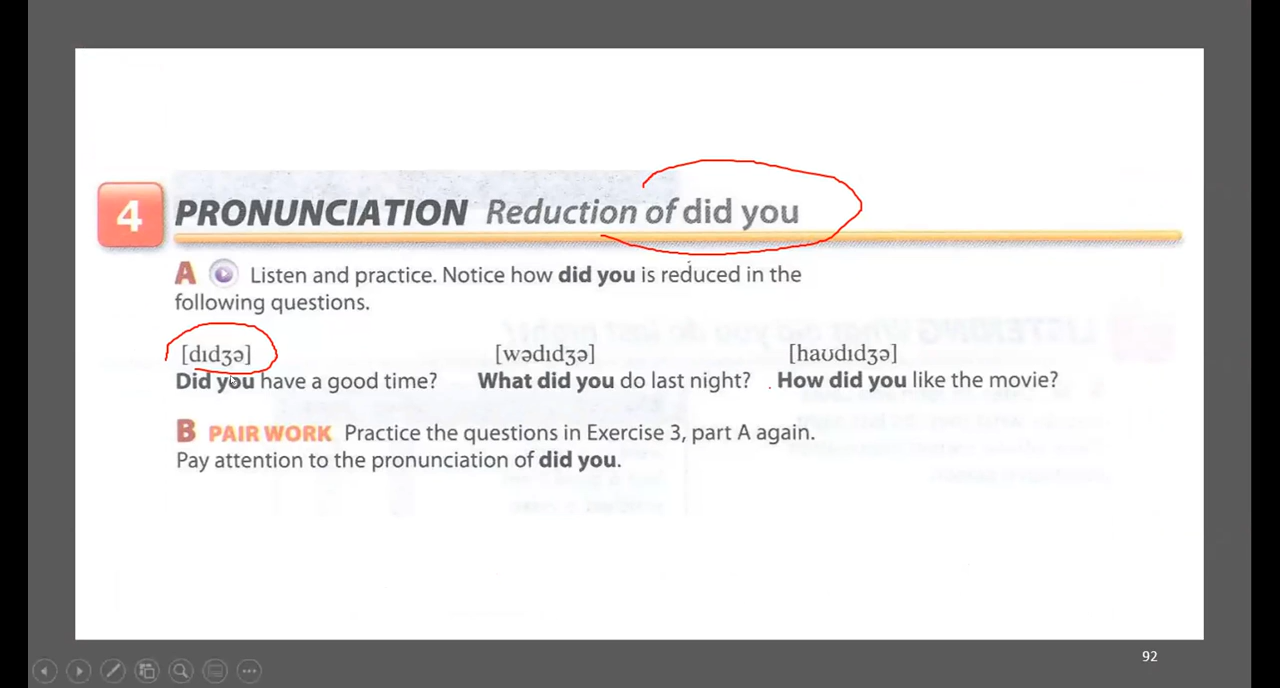 4 PRONUNCIATION Reduction of did you
A Listen and practice. Notice how did you is reduced in the
following questions.
[dɪdʒə] [wədɪdʒə] [haʊdɪdʒə]
Did you have a good time? What did you do last night? How did you like the movie?
B PAIR WORK Practice the questions in Exercise 3, part A again.
Pay attention to the pronunciation of did you.
92